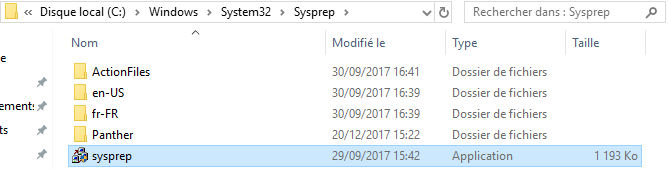 « Disque local (C:) > Windows > System32 > Sysprep > Rechercher dans : Sysprep
Nom Modifié le Type Taille
ActionFiles 30/09/2017 16:41 Dossier de fichiers
en-US 30/09/2017 16:39 Dossier de fichiers
fr-FR 30/09/2017 16:39 Dossier de fichiers
Panther 20/12/2017 15:22 Dossier de fichiers
sysprep 29/09/2017 15:42 Application 1 193 Ko